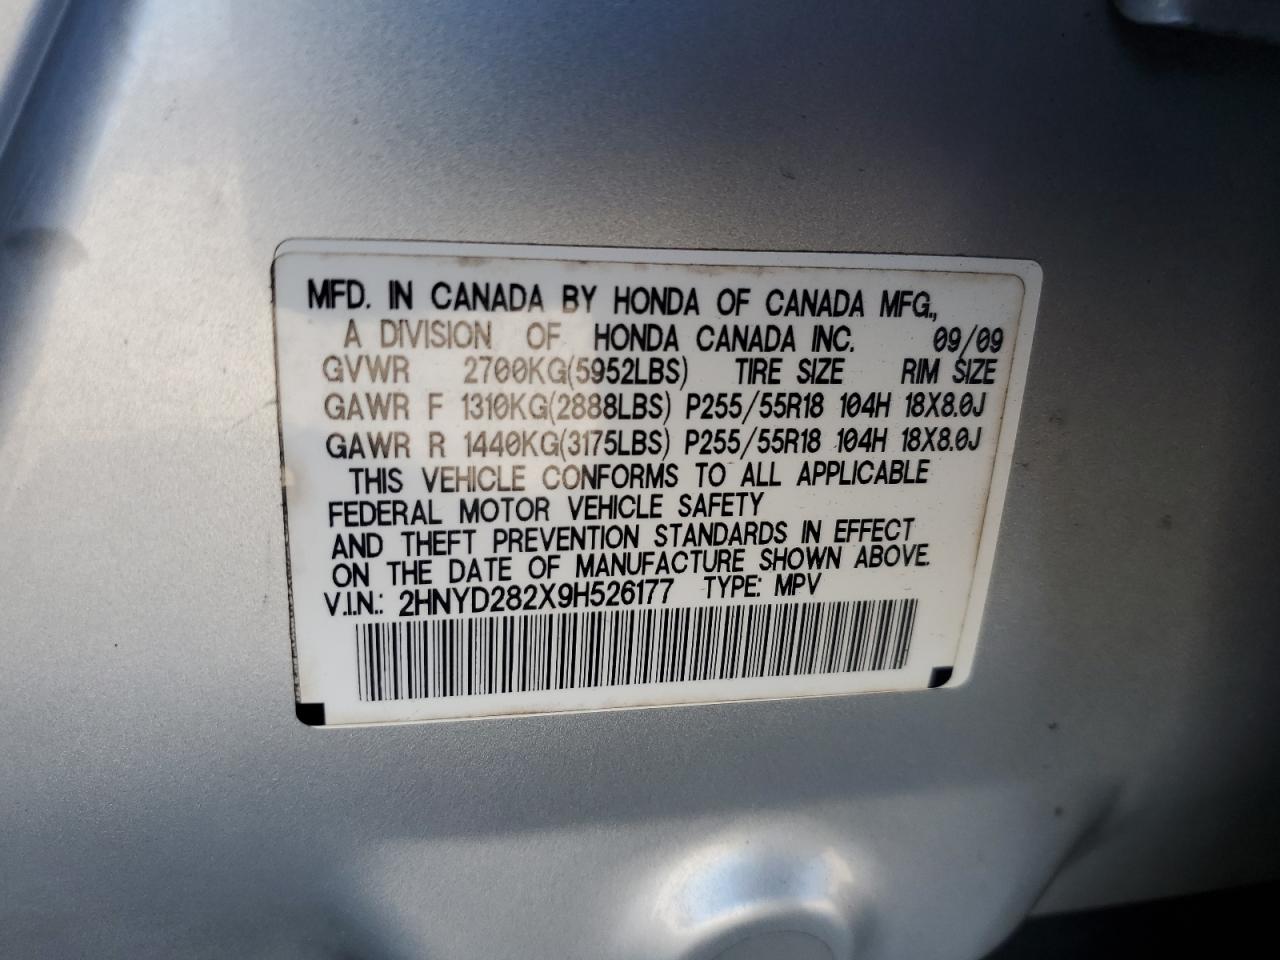 MFD. IN CANADA BY HONDA OF CANADA MFG.,
A DIVISION OF HONDA CANADA INC. 09/09
GVWR 2700KG(5952LBS) TIRE SIZE RIM SIZE
GAWR F 1310KG(2888LBS) P255/55R18 104H 18X8.0J
GAWR R 1440KG(3175LBS) P255/55R18 104H 18X8.0J
THIS VEHICLE CONFORMS TO ALL APPLICABLE
FEDERAL MOTOR VEHICLE SAFETY
AND THEFT PREVENTION STANDARDS IN EFFECT
ON THE DATE OF MANUFACTURE SHOWN ABOVE.
V.I.N.: 2HNYD282X9H526177 TYPE: MPV